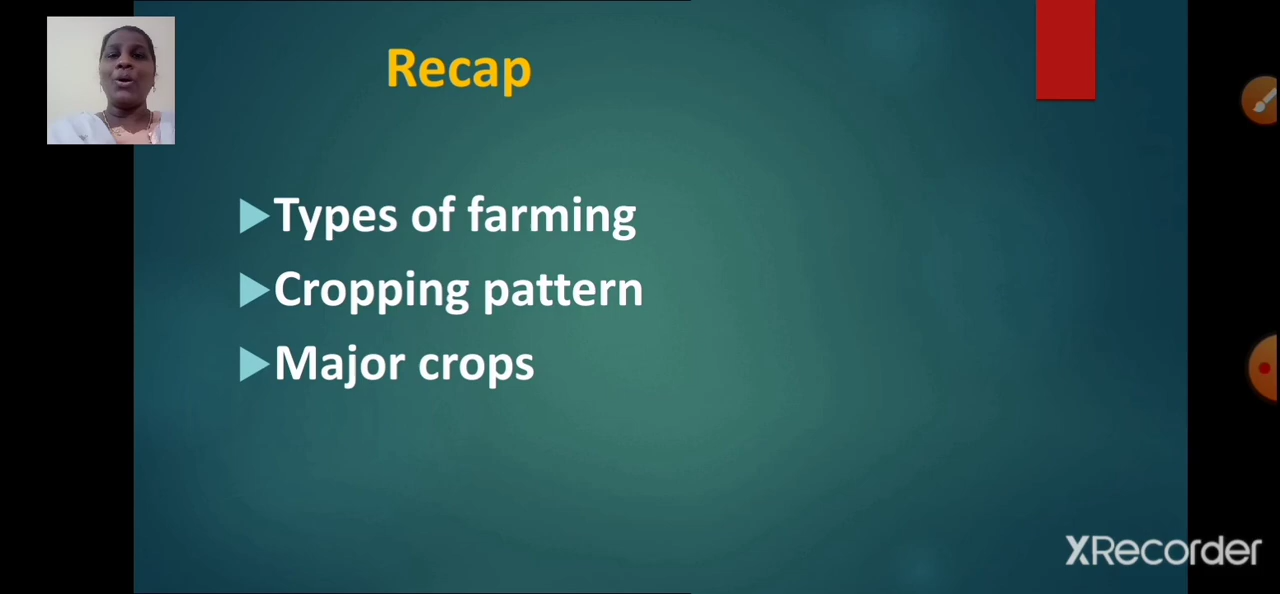 Recap
Types of farming
Cropping pattern
Major crops
XRecorder